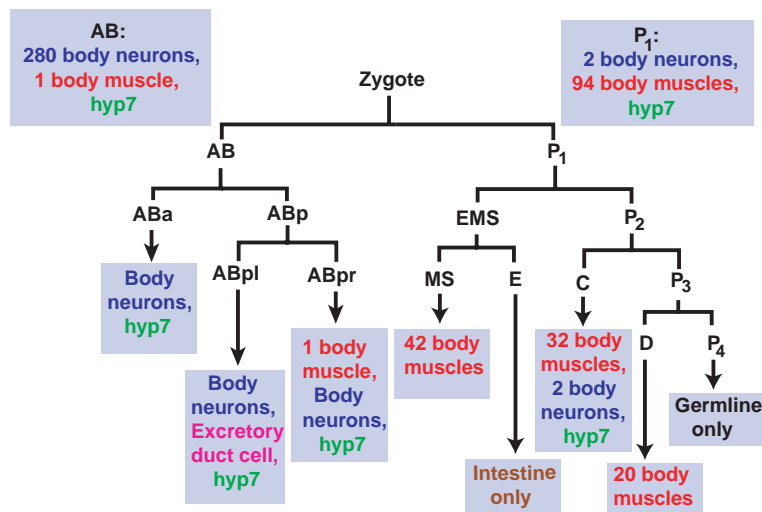 AB:
280 body neurons,
1 body muscle,
hyp7
P1:
2 body neurons,
94 body muscles,
hyp7
Zygote
AB
P1
ABa
ABp
EMS
P2
ABpl
ABpr
MS
E
C
P3
D
P4
Body
neurons,
hyp7
Body
neurons,
Excretory
duct cell,
hyp7
1 body
muscle,
Body
neurons,
hyp7
42 body
muscles
Intestine
only
32 body
muscles,
2 body
neurons,
hyp7
20 body
muscles
Germline
only